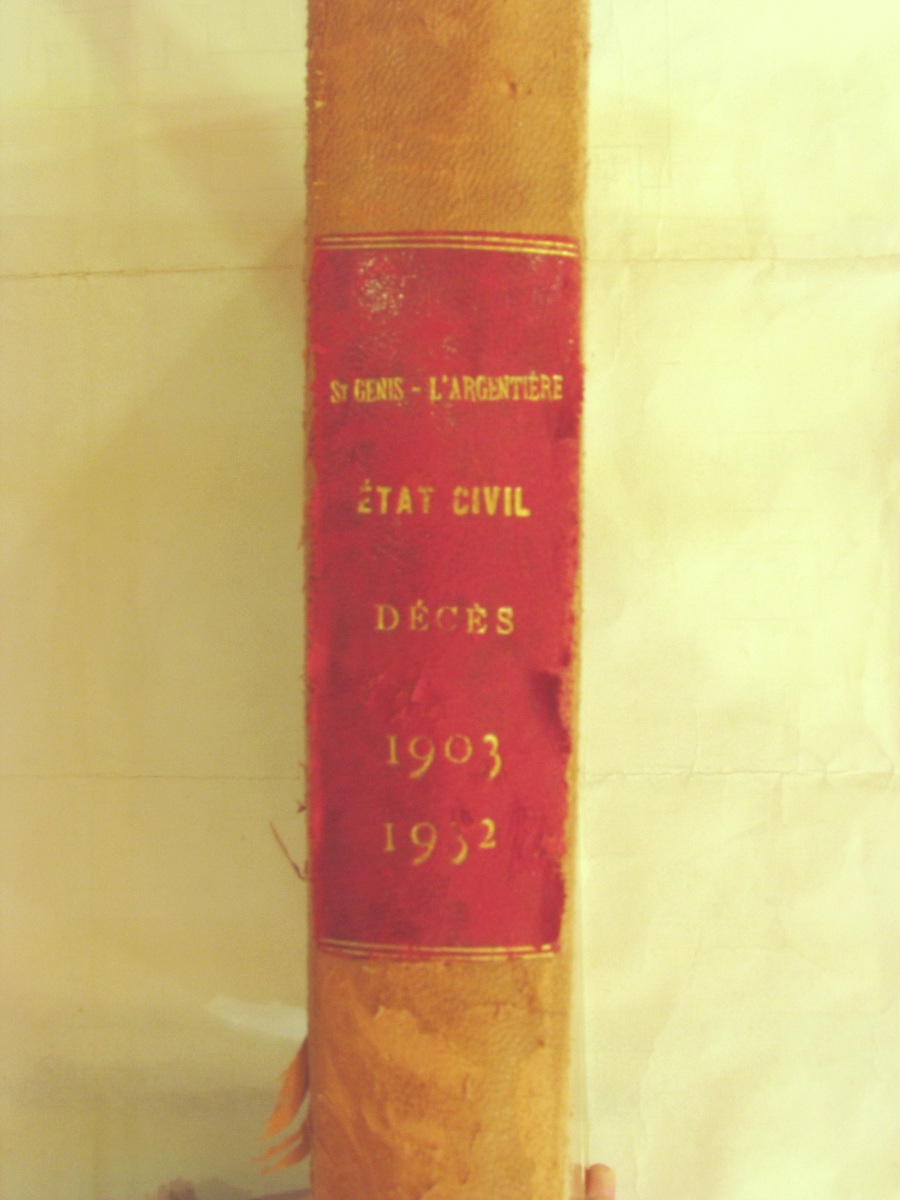 St GENIS - L'ARGENTIÈRE
ÉTAT CIVIL
DÉCÈS
1903
1932